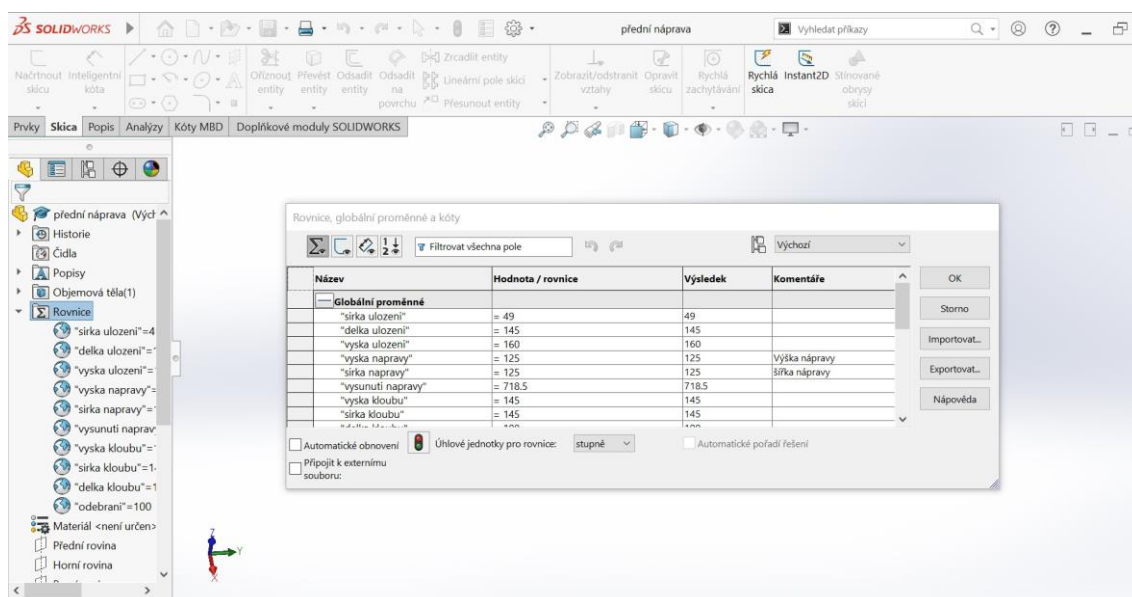 SOLIDWORKS přední náprava Vyhledat příkazy
Načrtnout skicu Inteligentní kóta Oříznout entity Převést entity Odsadit entity Odsadit na povrchu Zrcadlit entity Lineární pole skici Přesunout entity Zobrazit/odstranit vztahy Opravit skicu Rychlá zachytávání Rychlá skica Instant2D Stínované obrysy skici
Prvky Skica Popis Analýzy Kóty MBD Doplňkové moduly SOLIDWORKS
přední náprava (Vých
Historie
Čidla
Popisy
Objemová těla(1)
Rovnice
"sirka ulozeni"=4
"delka ulozeni"=
"vyska ulozeni"=
"vyska napravy"=
"sirka napravy"=
"vysunuti naprav
"vyska kloubu"=
"sirka kloubu"=1
"delka kloubu"=1
"odebrani"=100
Materiál <není určen>
Přední rovina
Horní rovina
Z
Y
X
Rovnice, globální proměnné a kóty
Filtrovat všechna pole Výchozí
Název Hodnota / rovnice Výsledek Komentáře
Globální proměnné
"sirka ulozeni" = 49 49
"delka ulozeni" = 145 145
"vyska ulozeni" = 160 160
"vyska napravy" = 125 125 Výška nápravy
"sirka napravy" = 125 125 šířka nápravy
"vysunuti napravy" = 718.5 718.5
"vyska kloubu" = 145 145
"sirka kloubu" = 145 145
OK
Storno
Importovat...
Exportovat...
Nápověda
Automatické obnovení Úhlové jednotky pro rovnice: stupně Automatické pořadí řešení
Připojit k externímu
souboru: